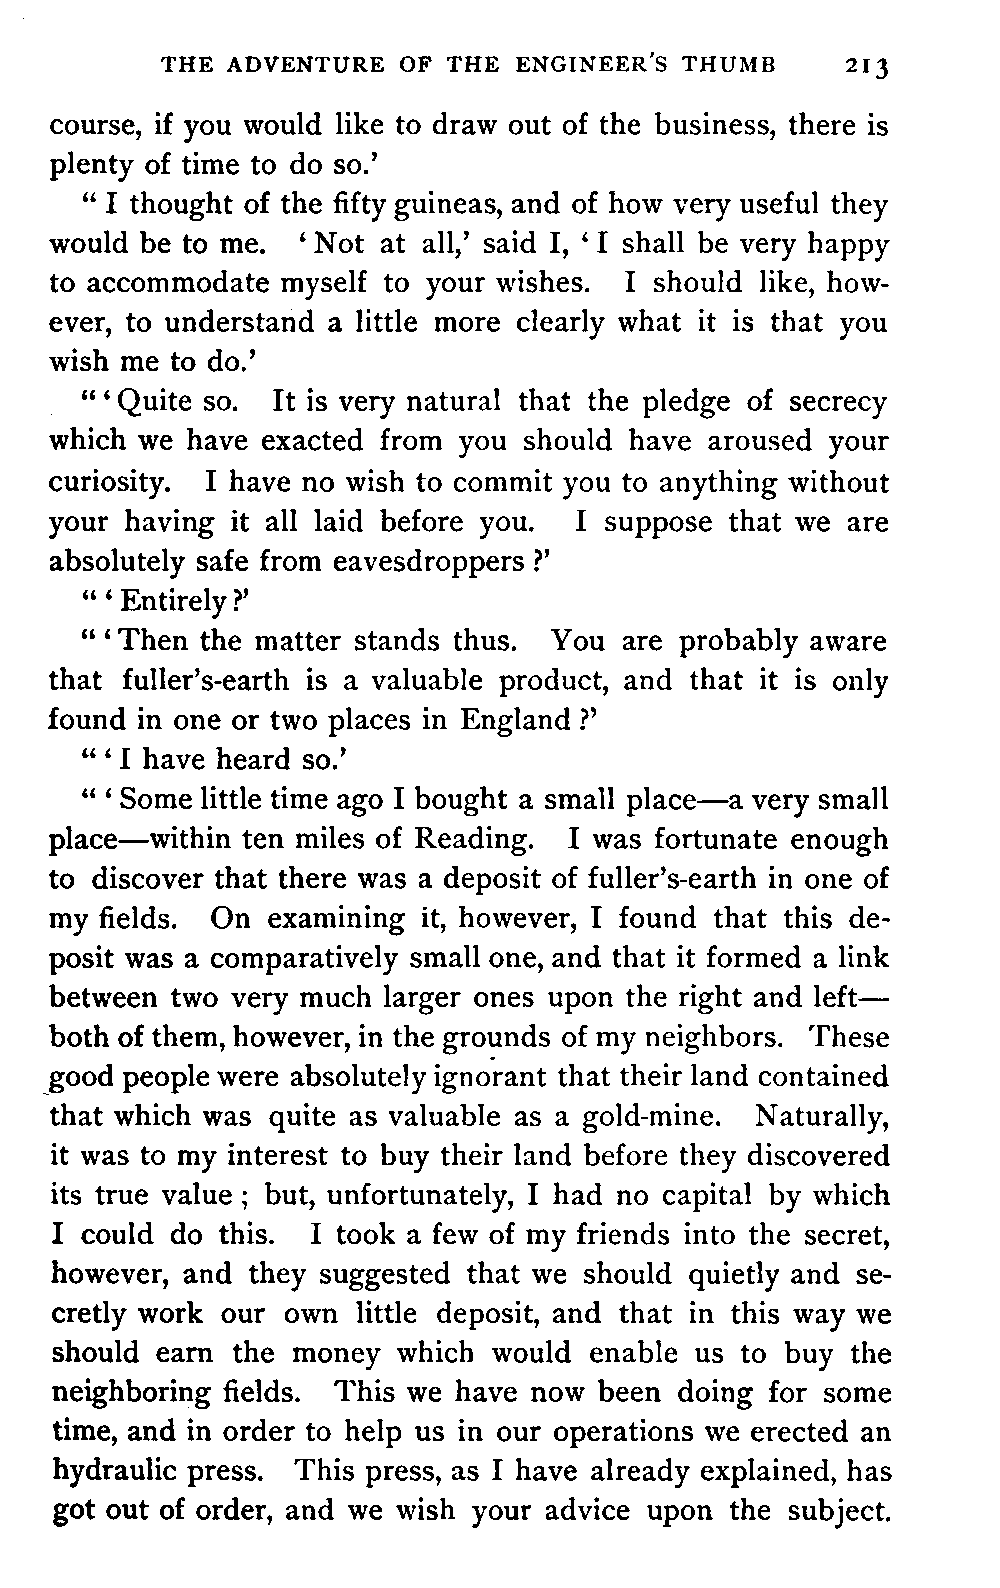 THE ADVENTURE OF THE ENGINEER'S THUMB 213
course, if you would like to draw out of the business, there is
plenty of time to do so.'
“ I thought of the fifty guineas, and of how very useful they
would be to me. ‘ Not at all,’ said I, ‘ I shall be very happy
to accommodate myself to your wishes. I should like, how-
ever, to understand a little more clearly what it is that you
wish me to do.’
“ ‘ Quite so. It is very natural that the pledge of secrecy
which we have exacted from you should have aroused your
curiosity. I have no wish to commit you to anything without
your having it all laid before you. I suppose that we are
absolutely safe from eavesdroppers ?’
“ ‘ Entirely ?’
“ ‘ Then the matter stands thus. You are probably aware
that fuller’s-earth is a valuable product, and that it is only
found in one or two places in England ?’
“ ‘ I have heard so.’
“ ‘ Some little time ago I bought a small place—a very small
place—within ten miles of Reading. I was fortunate enough
to discover that there was a deposit of fuller’s-earth in one of
my fields. On examining it, however, I found that this de-
posit was a comparatively small one, and that it formed a link
between two very much larger ones upon the right and left—
both of them, however, in the grounds of my neighbors. These
good people were absolutely ignorant that their land contained
that which was quite as valuable as a gold-mine. Naturally,
it was to my interest to buy their land before they discovered
its true value ; but, unfortunately, I had no capital by which
I could do this. I took a few of my friends into the secret,
however, and they suggested that we should quietly and se-
cretly work our own little deposit, and that in this way we
should earn the money which would enable us to buy the
neighboring fields. This we have now been doing for some
time, and in order to help us in our operations we erected an
hydraulic press. This press, as I have already explained, has
got out of order, and we wish your advice upon the subject.